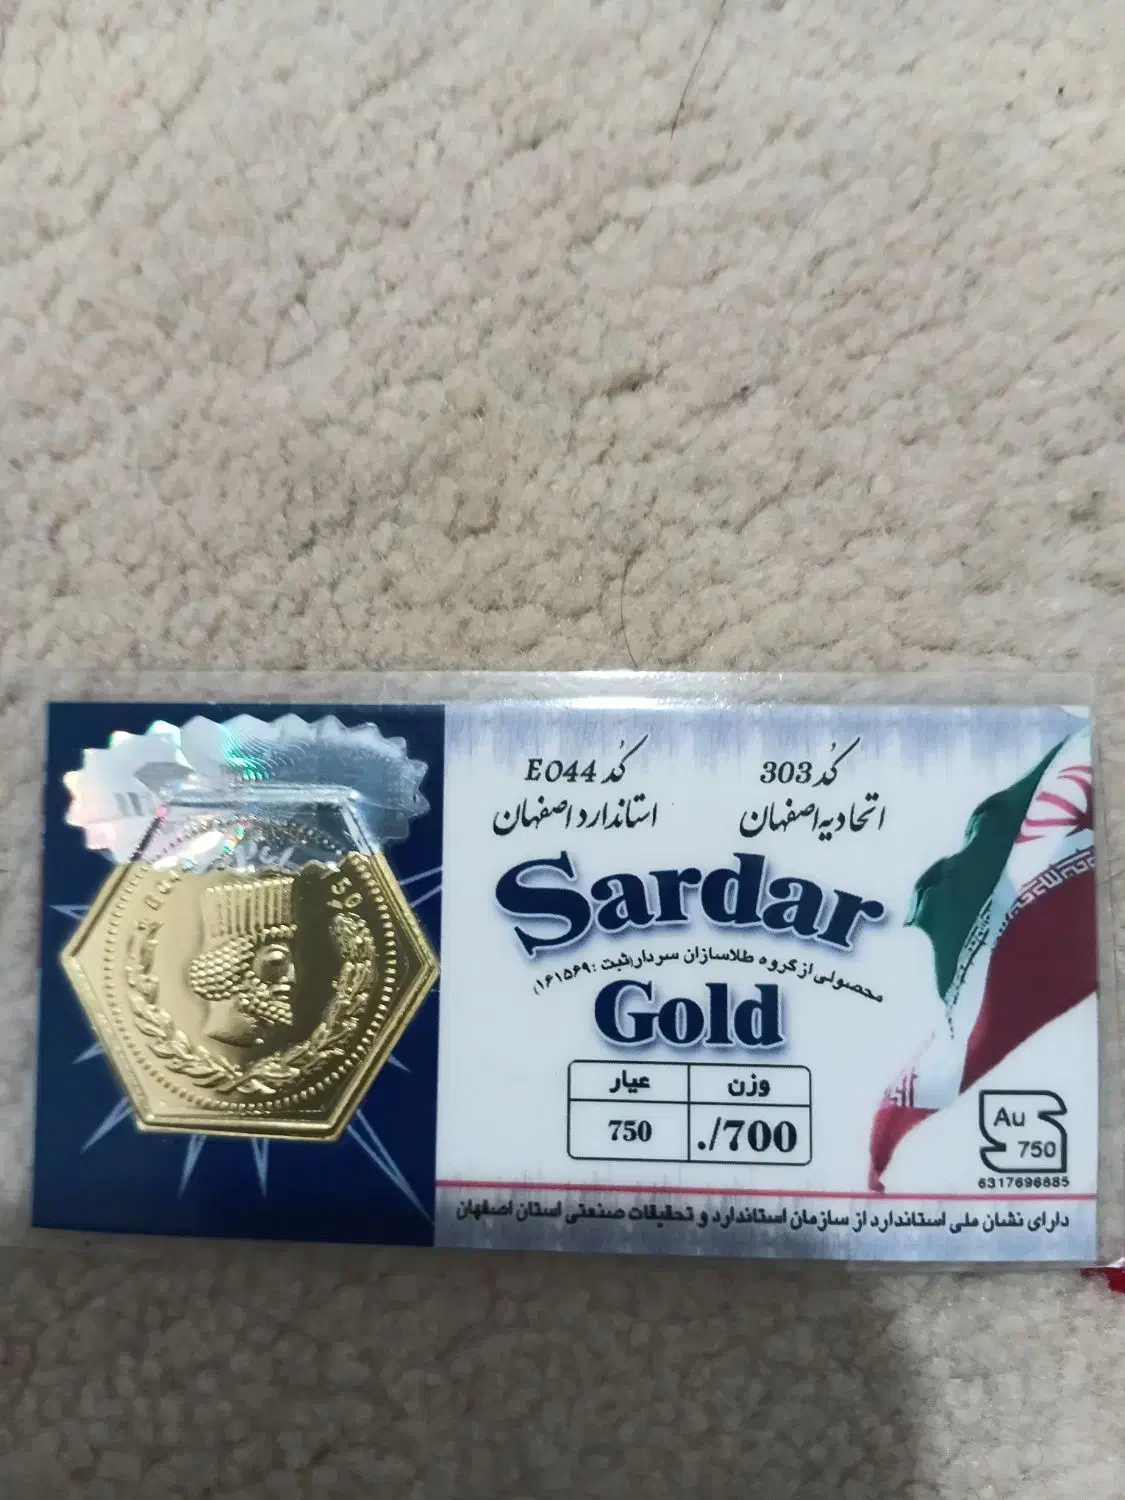 کُد 303
اتحادیه اصفهان
کُد E044
استاندارد اصفهان
Sardar
محصولی از گروه طلاسازان سردار(ثبت :۱۶۱۵۶۹)
Gold
وزن عیار
./700 750
Au
750
6317696885
دارای نشان ملی استاندارد از سازمان استاندارد و تحقیقات صنعتی استان اصفهان